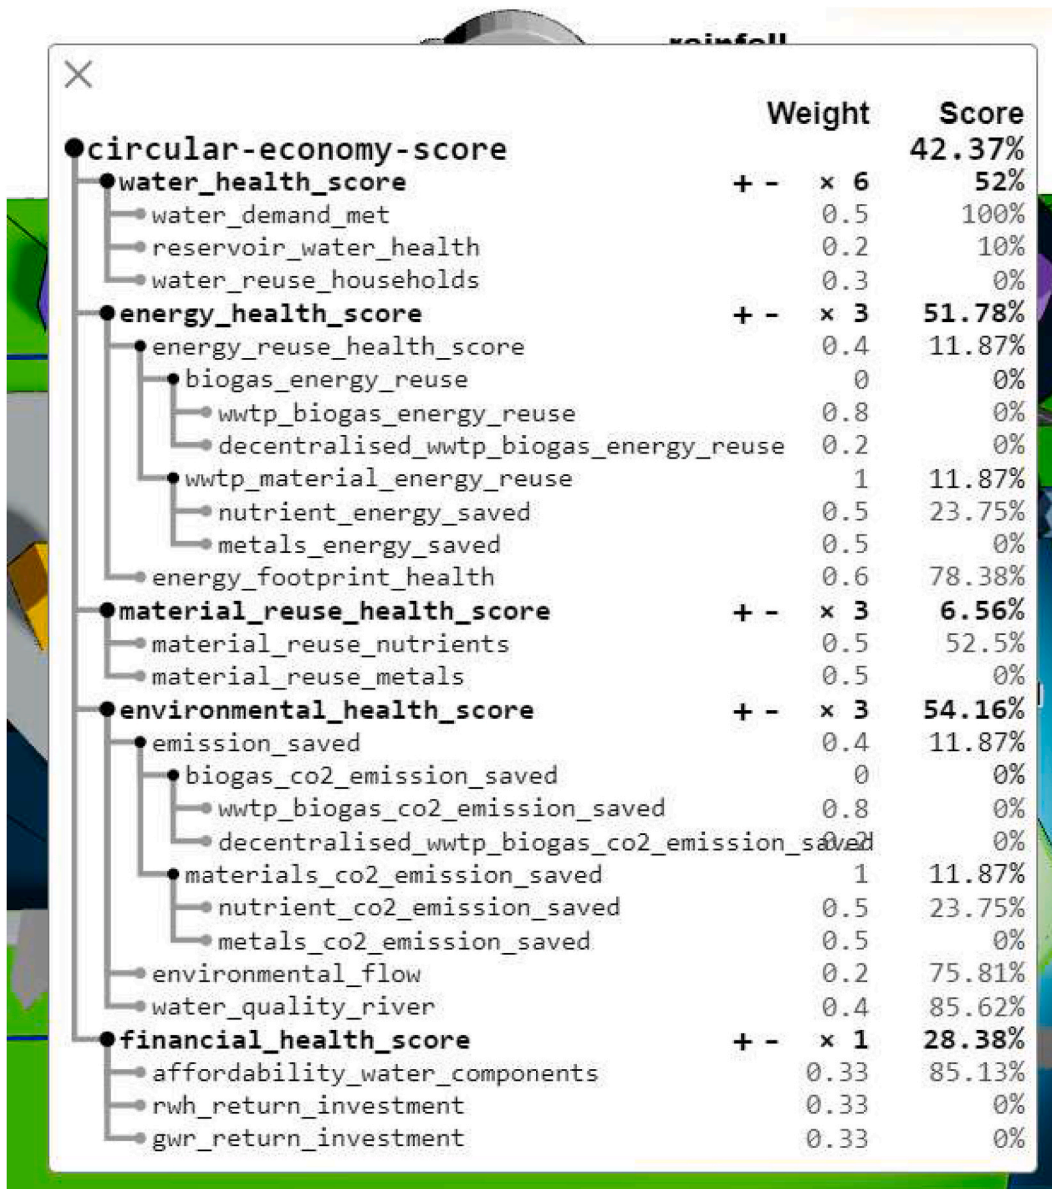 rainfall
Weight Score
circular-economy-score 42.37%
water_health_score + - × 6 52%
water_demand_met 0.5 100%
reservoir_water_health 0.2 10%
water_reuse_households 0.3 0%
energy_health_score + - × 3 51.78%
energy_reuse_health_score 0.4 11.87%
biogas_energy_reuse 0 0%
wwtp_biogas_energy_reuse 0.8 0%
decentralised_wwtp_biogas_energy_reuse 0.2 0%
wwtp_material_energy_reuse 1 11.87%
nutrient_energy_saved 0.5 23.75%
metals_energy_saved 0.5 0%
energy_footprint_health 0.6 78.38%
material_reuse_health_score + - × 3 6.56%
material_reuse_nutrients 0.5 52.5%
material_reuse_metals 0.5 0%
environmental_health_score + - × 3 54.16%
emission_saved 0.4 11.87%
biogas_co2_emission_saved 0 0%
wwtp_biogas_co2_emission_saved 0.8 0%
decentralised_wwtp_biogas_co2_emission_saved 0.2 0%
materials_co2_emission_saved 1 11.87%
nutrient_co2_emission_saved 0.5 23.75%
metals_co2_emission_saved 0.5 0%
environmental_flow 0.2 75.81%
water_quality_river 0.4 85.62%
financial_health_score + - × 1 28.38%
affordability_water_components 0.33 85.13%
rwh_return_investment 0.33 0%
gwr_return_investment 0.33 0%